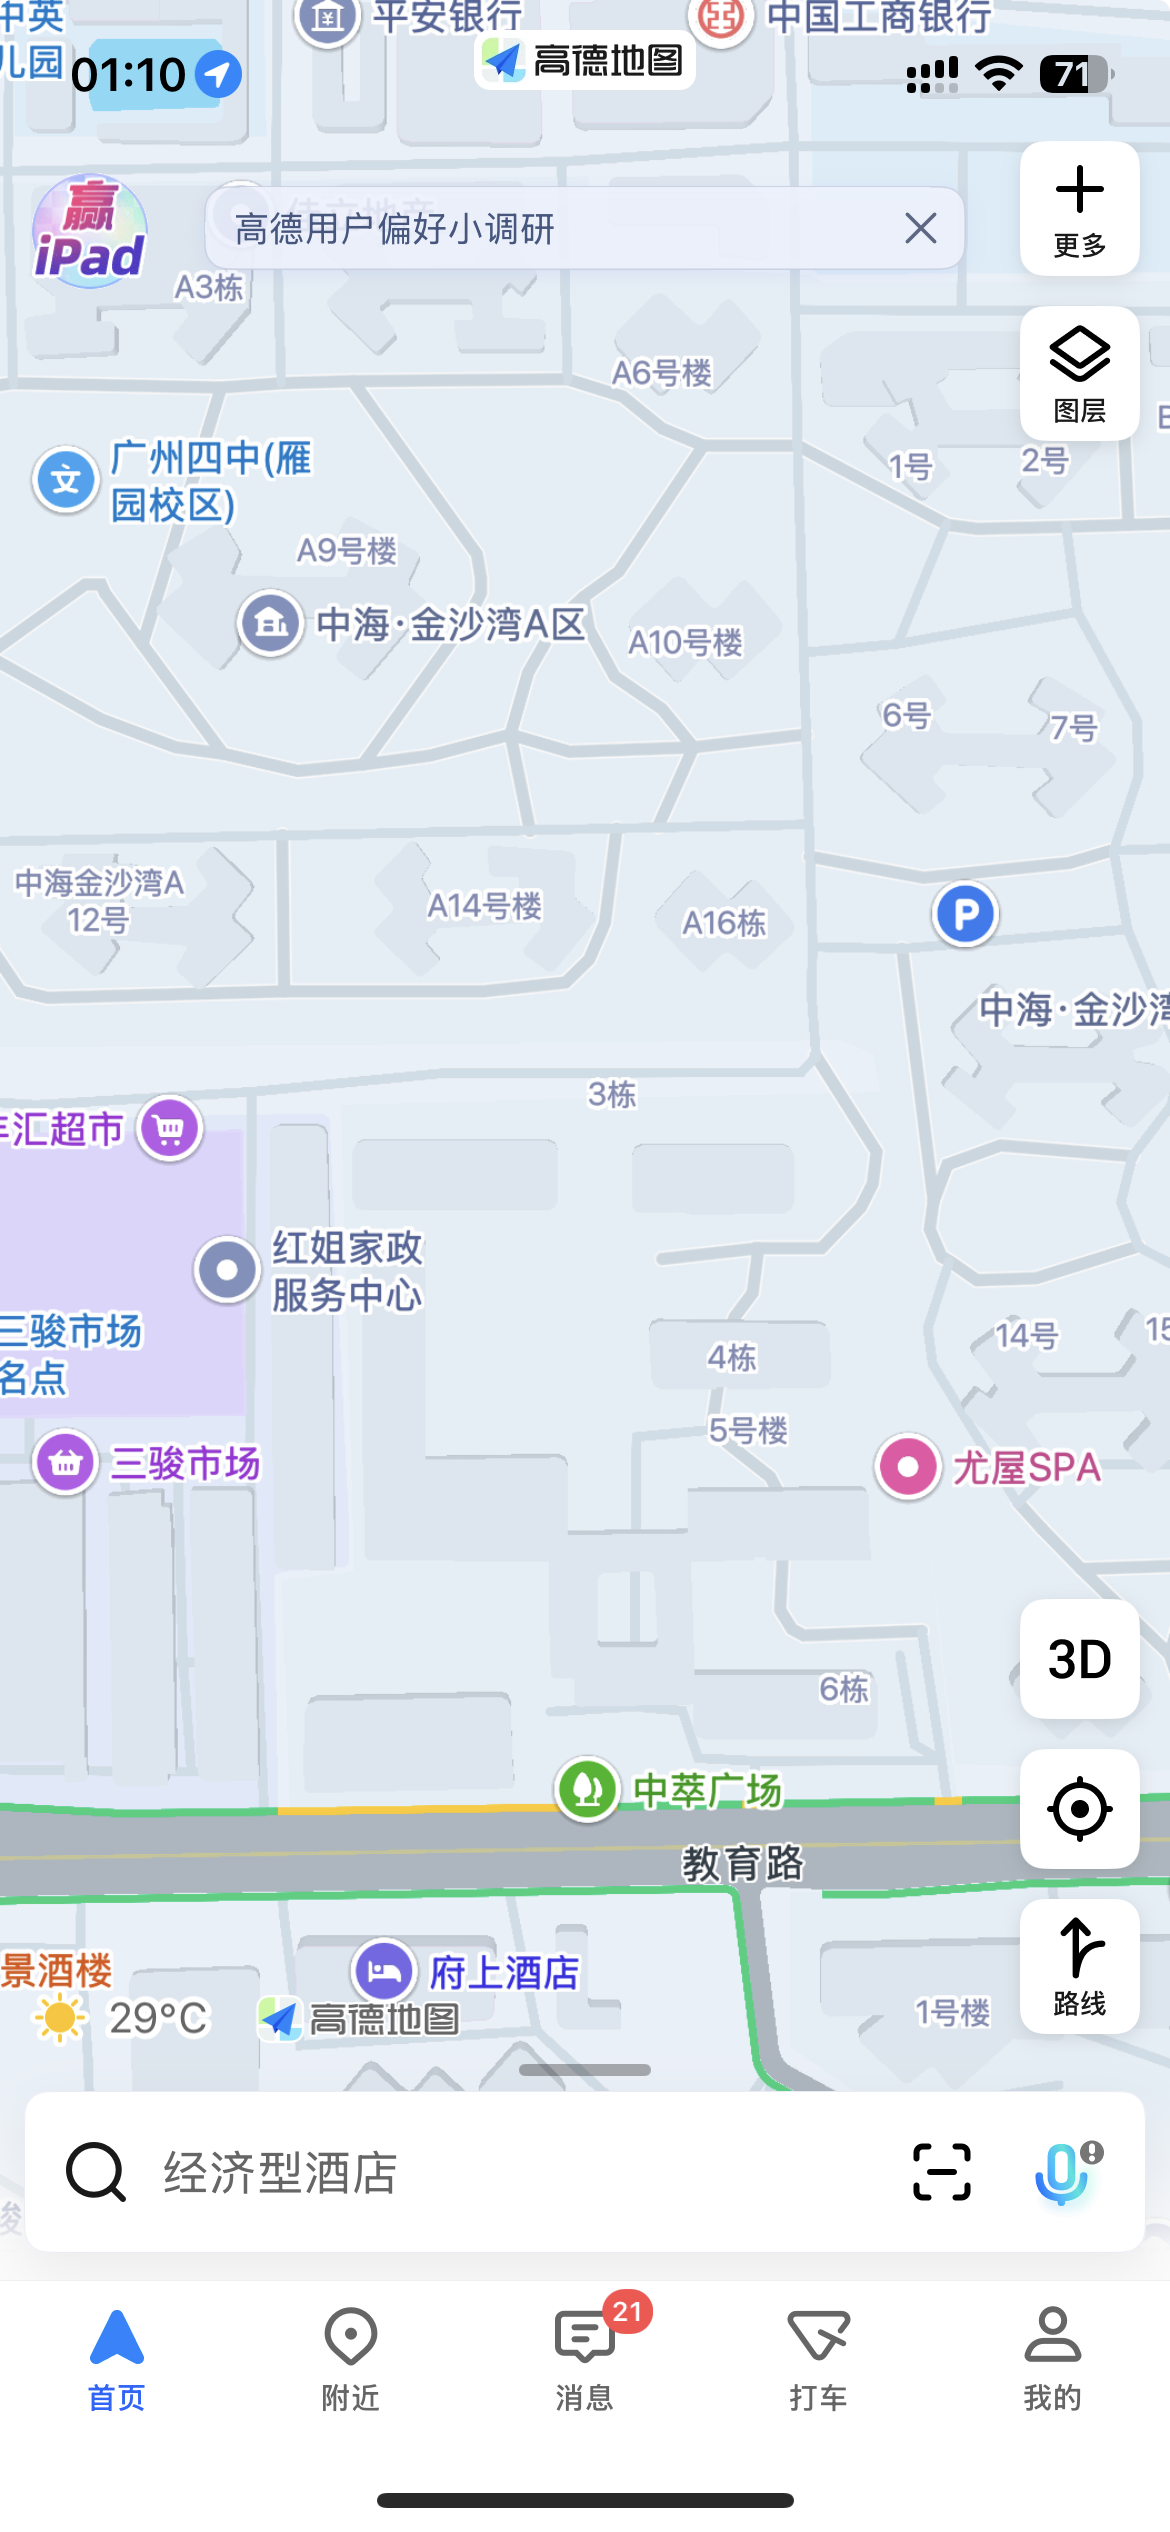 中英
儿园
平安银行
中国工商银行
01:10
高德地图
71
赢
iPad
高德用户偏好小调研
更多
A3栋
A6号楼
图层
广州四中(雁
园校区)
1号
2号
A9号楼
中海·金沙湾A区
A10号楼
6号
7号
中海金沙湾A
12号
A14号楼
A16栋
P
中海·金沙湾
3栋
汇超市
红姐家政
服务中心
三骏市场
名点
4栋
14号
15
5号楼
三骏市场
尤屋SPA
3D
6栋
中萃广场
教育路
景酒楼
府上酒店
29°C
高德地图
1号楼
路线
经济型酒店
骏
21
首页
附近
消息
打车
我的